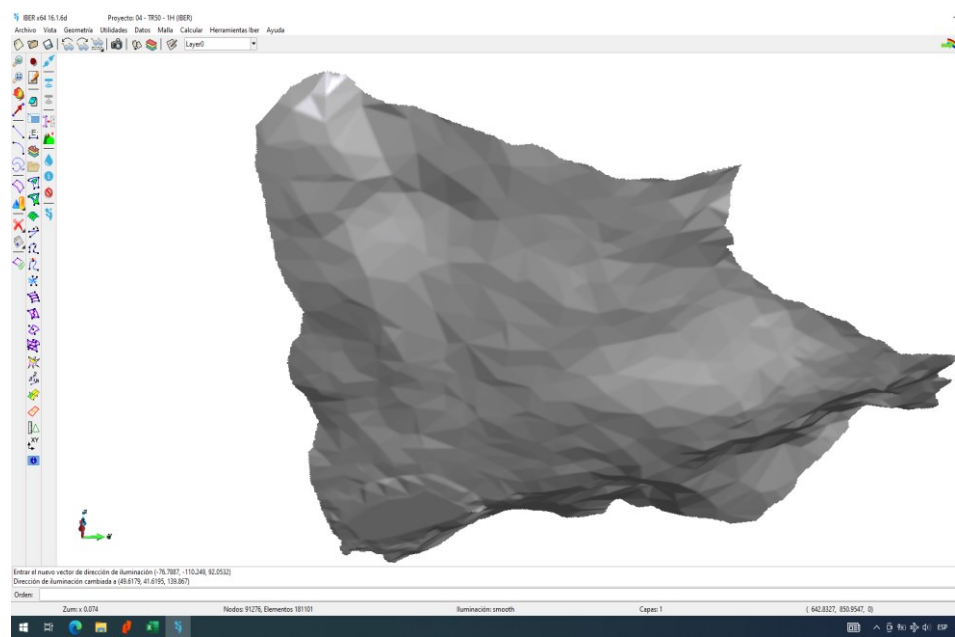 IBER x64 16.1.6d Proyecto: 04 - TR50 - 1H (IBER)
Archivo Vista Geometría Utilidades Datos Malla Calcular Herramientas Iber Ayuda
Layer0
Entrar el nuevo vector de dirección de iluminación (-76.7887, -110.249, 92.0532)
Dirección de iluminación cambiada a (49.6179, 41.6195, 139.867)
Orden:
Zum: x 0.074 Nodos: 91276, Elementos 181101 Iluminación: smooth Capas: 1 ( 642.8327, 850.9547, 0)
ESP